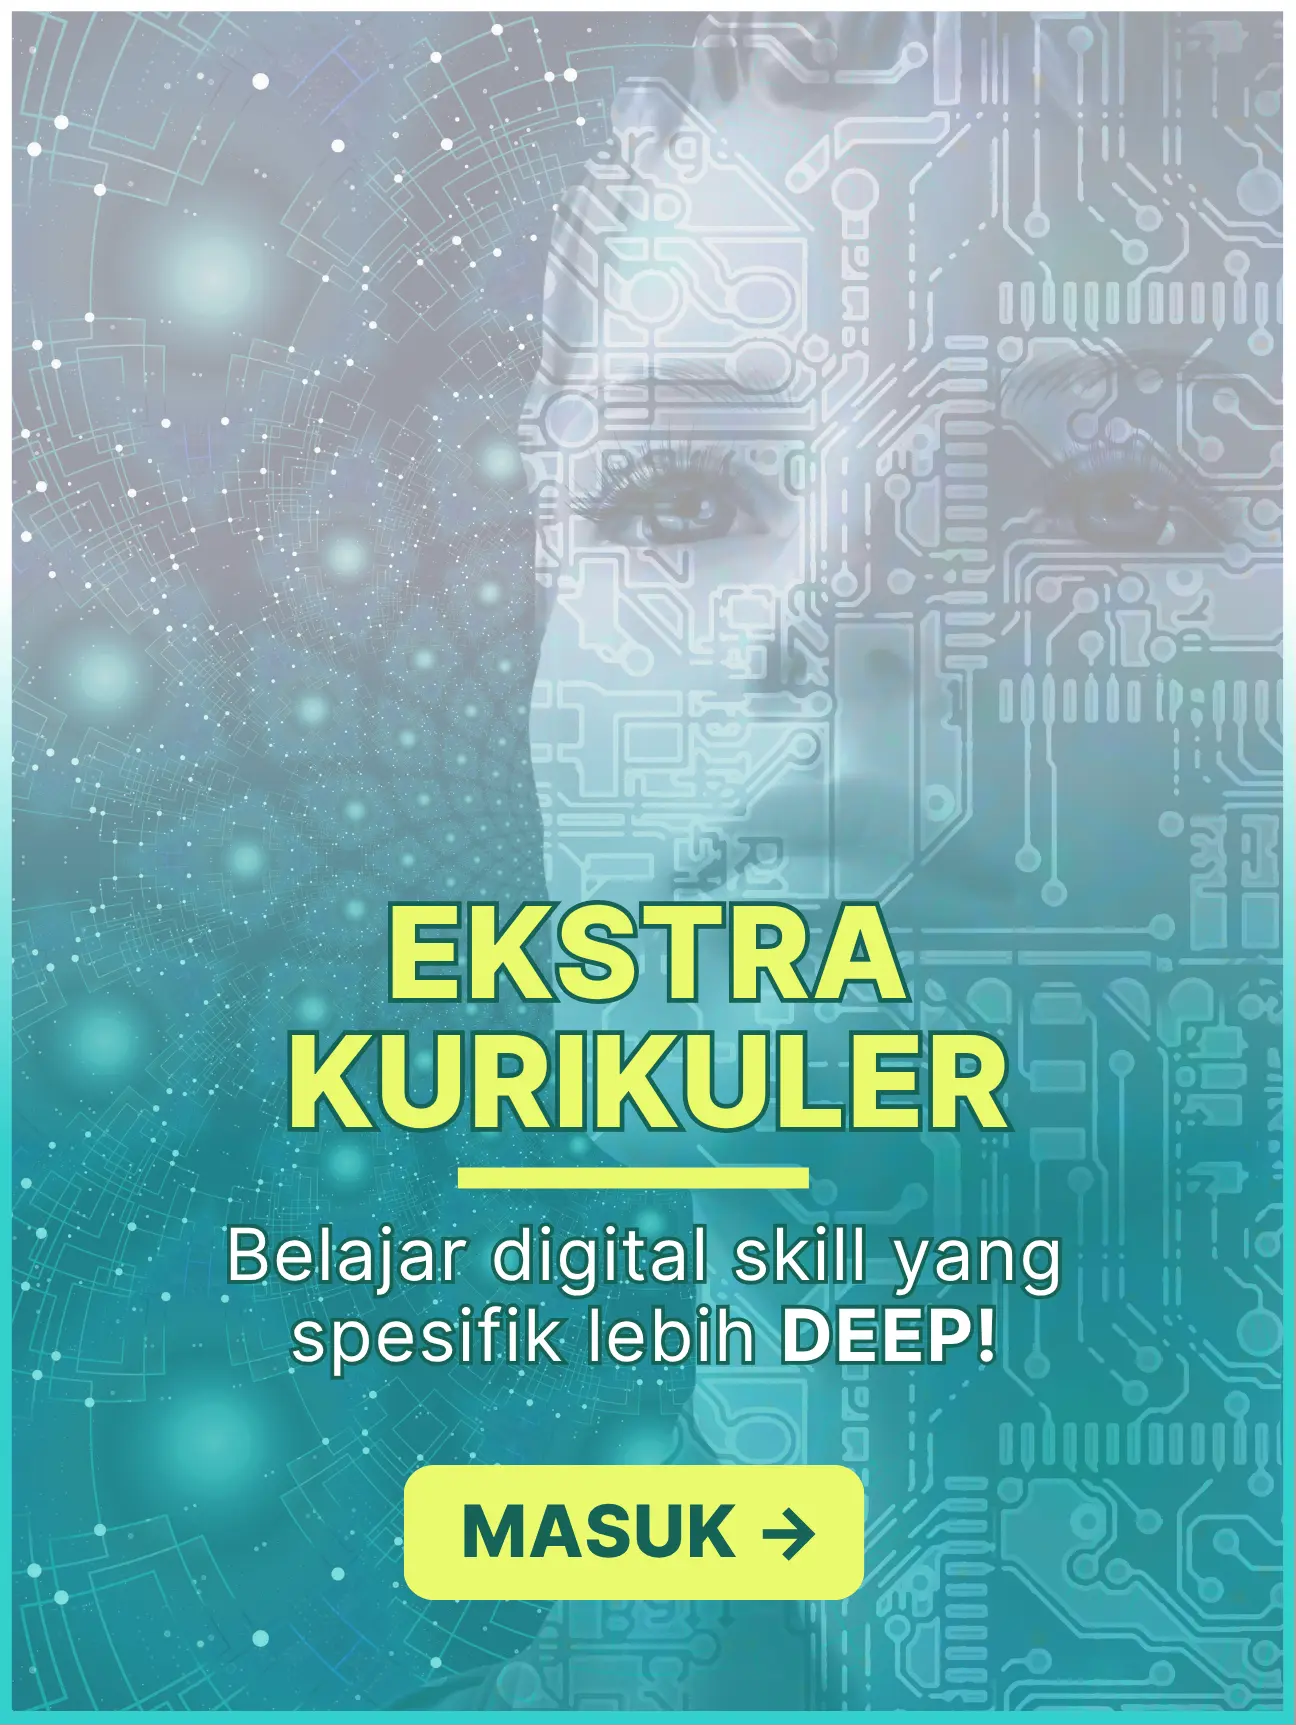 EKSTRA
KURIKULER
Belajar digital skill yang
spesifik lebih DEEP!
MASUK →